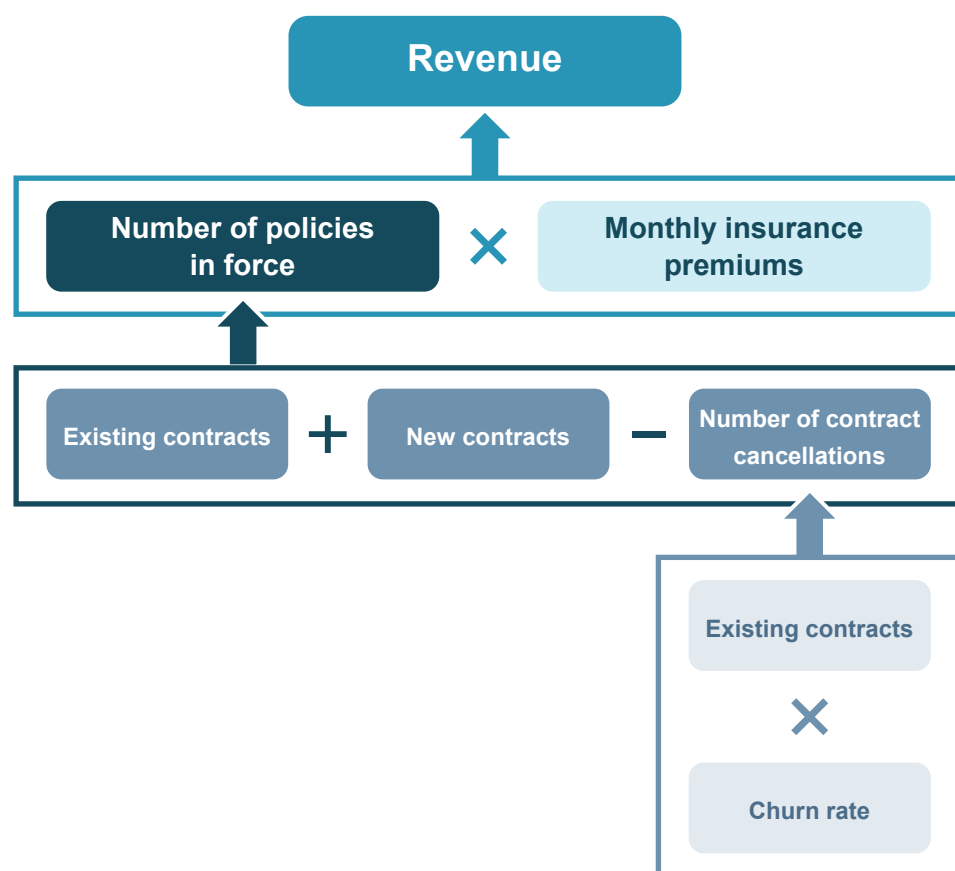 Revenue
Number of policies
in force
×
Monthly insurance
premiums
Existing contracts
+
New contracts
−
Number of contract
cancellations
Existing contracts
×
Churn rate